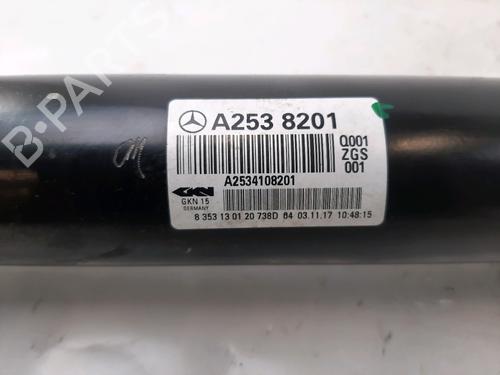 B-PARTS
A253 8201
Q001
ZGS
001
A2534108201
GKN
GKN 15
GERMANY
8 353 13 01 20 738D 84 03.11.17 10:48:15